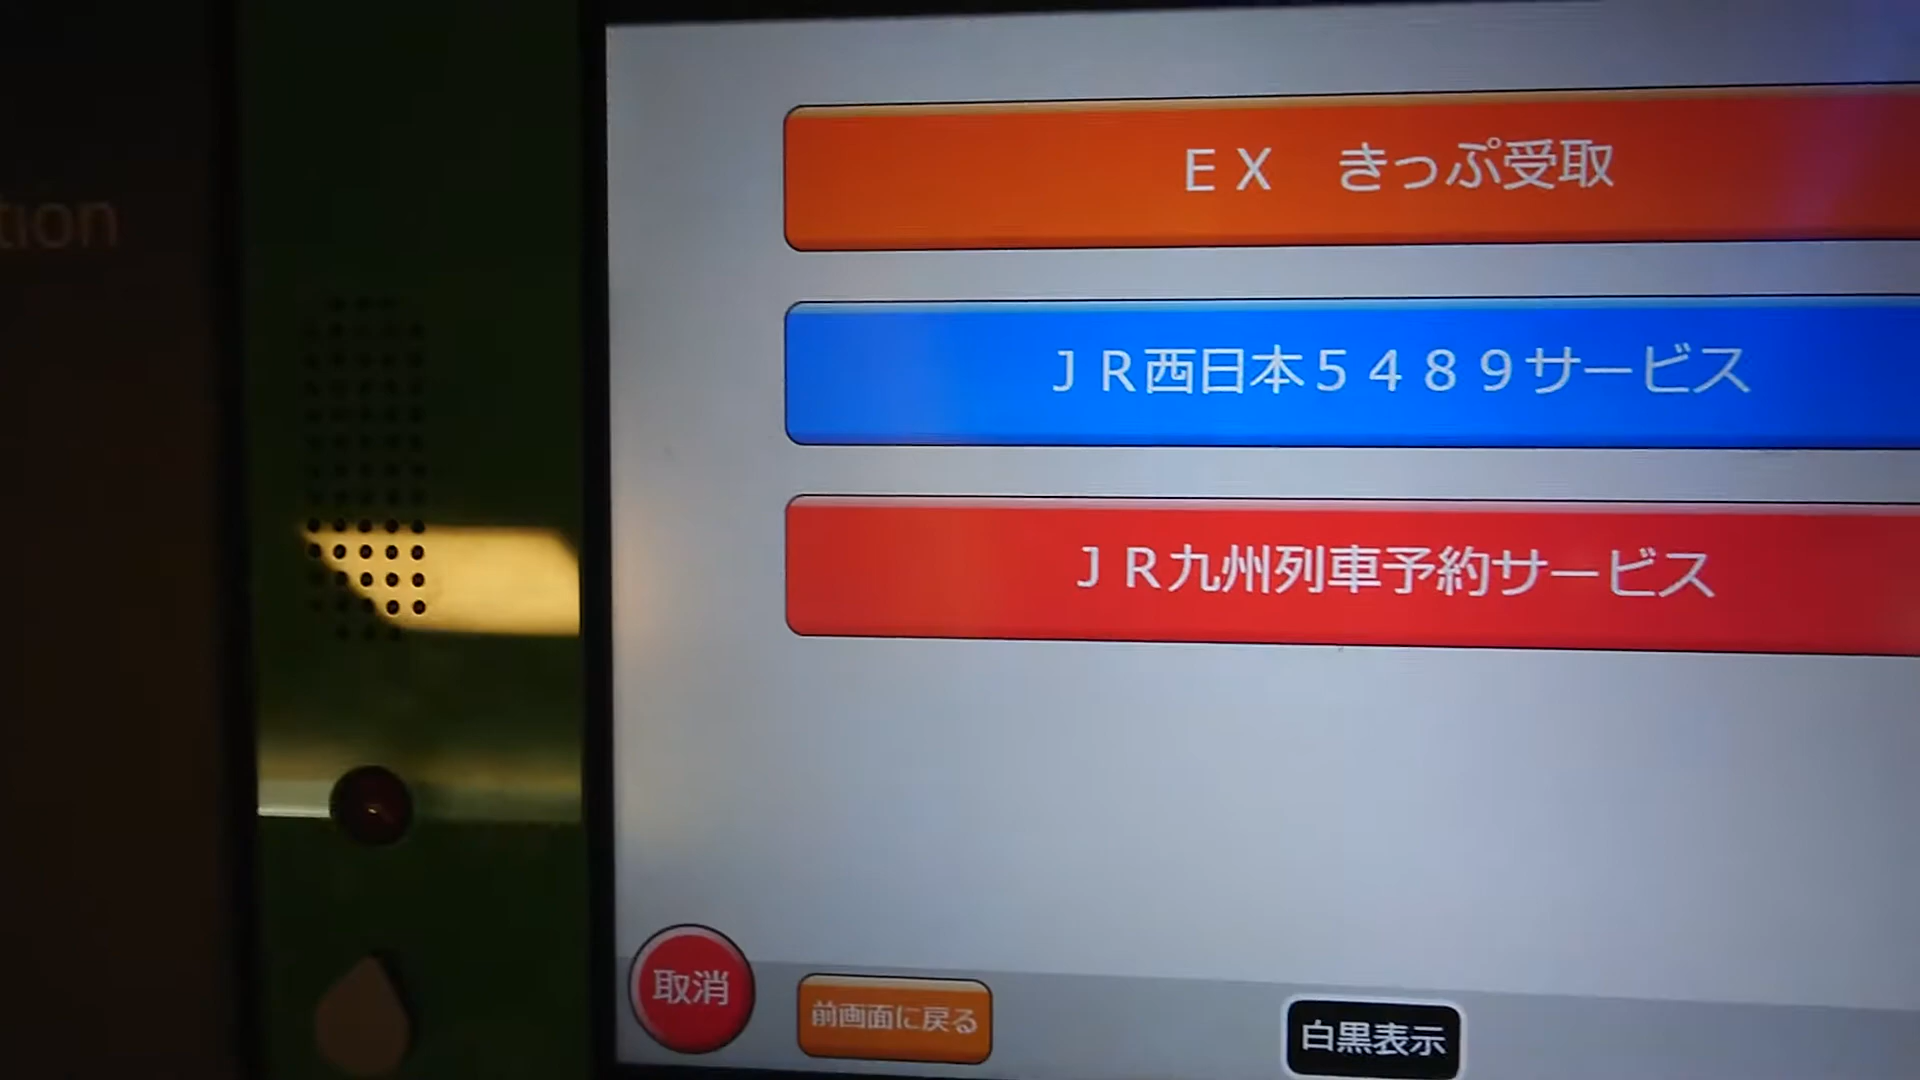 tion
EX きっぷ受取
JR西日本5489サービス
JR九州列車予約サービス
取消
前画面に戻る
白黒表示